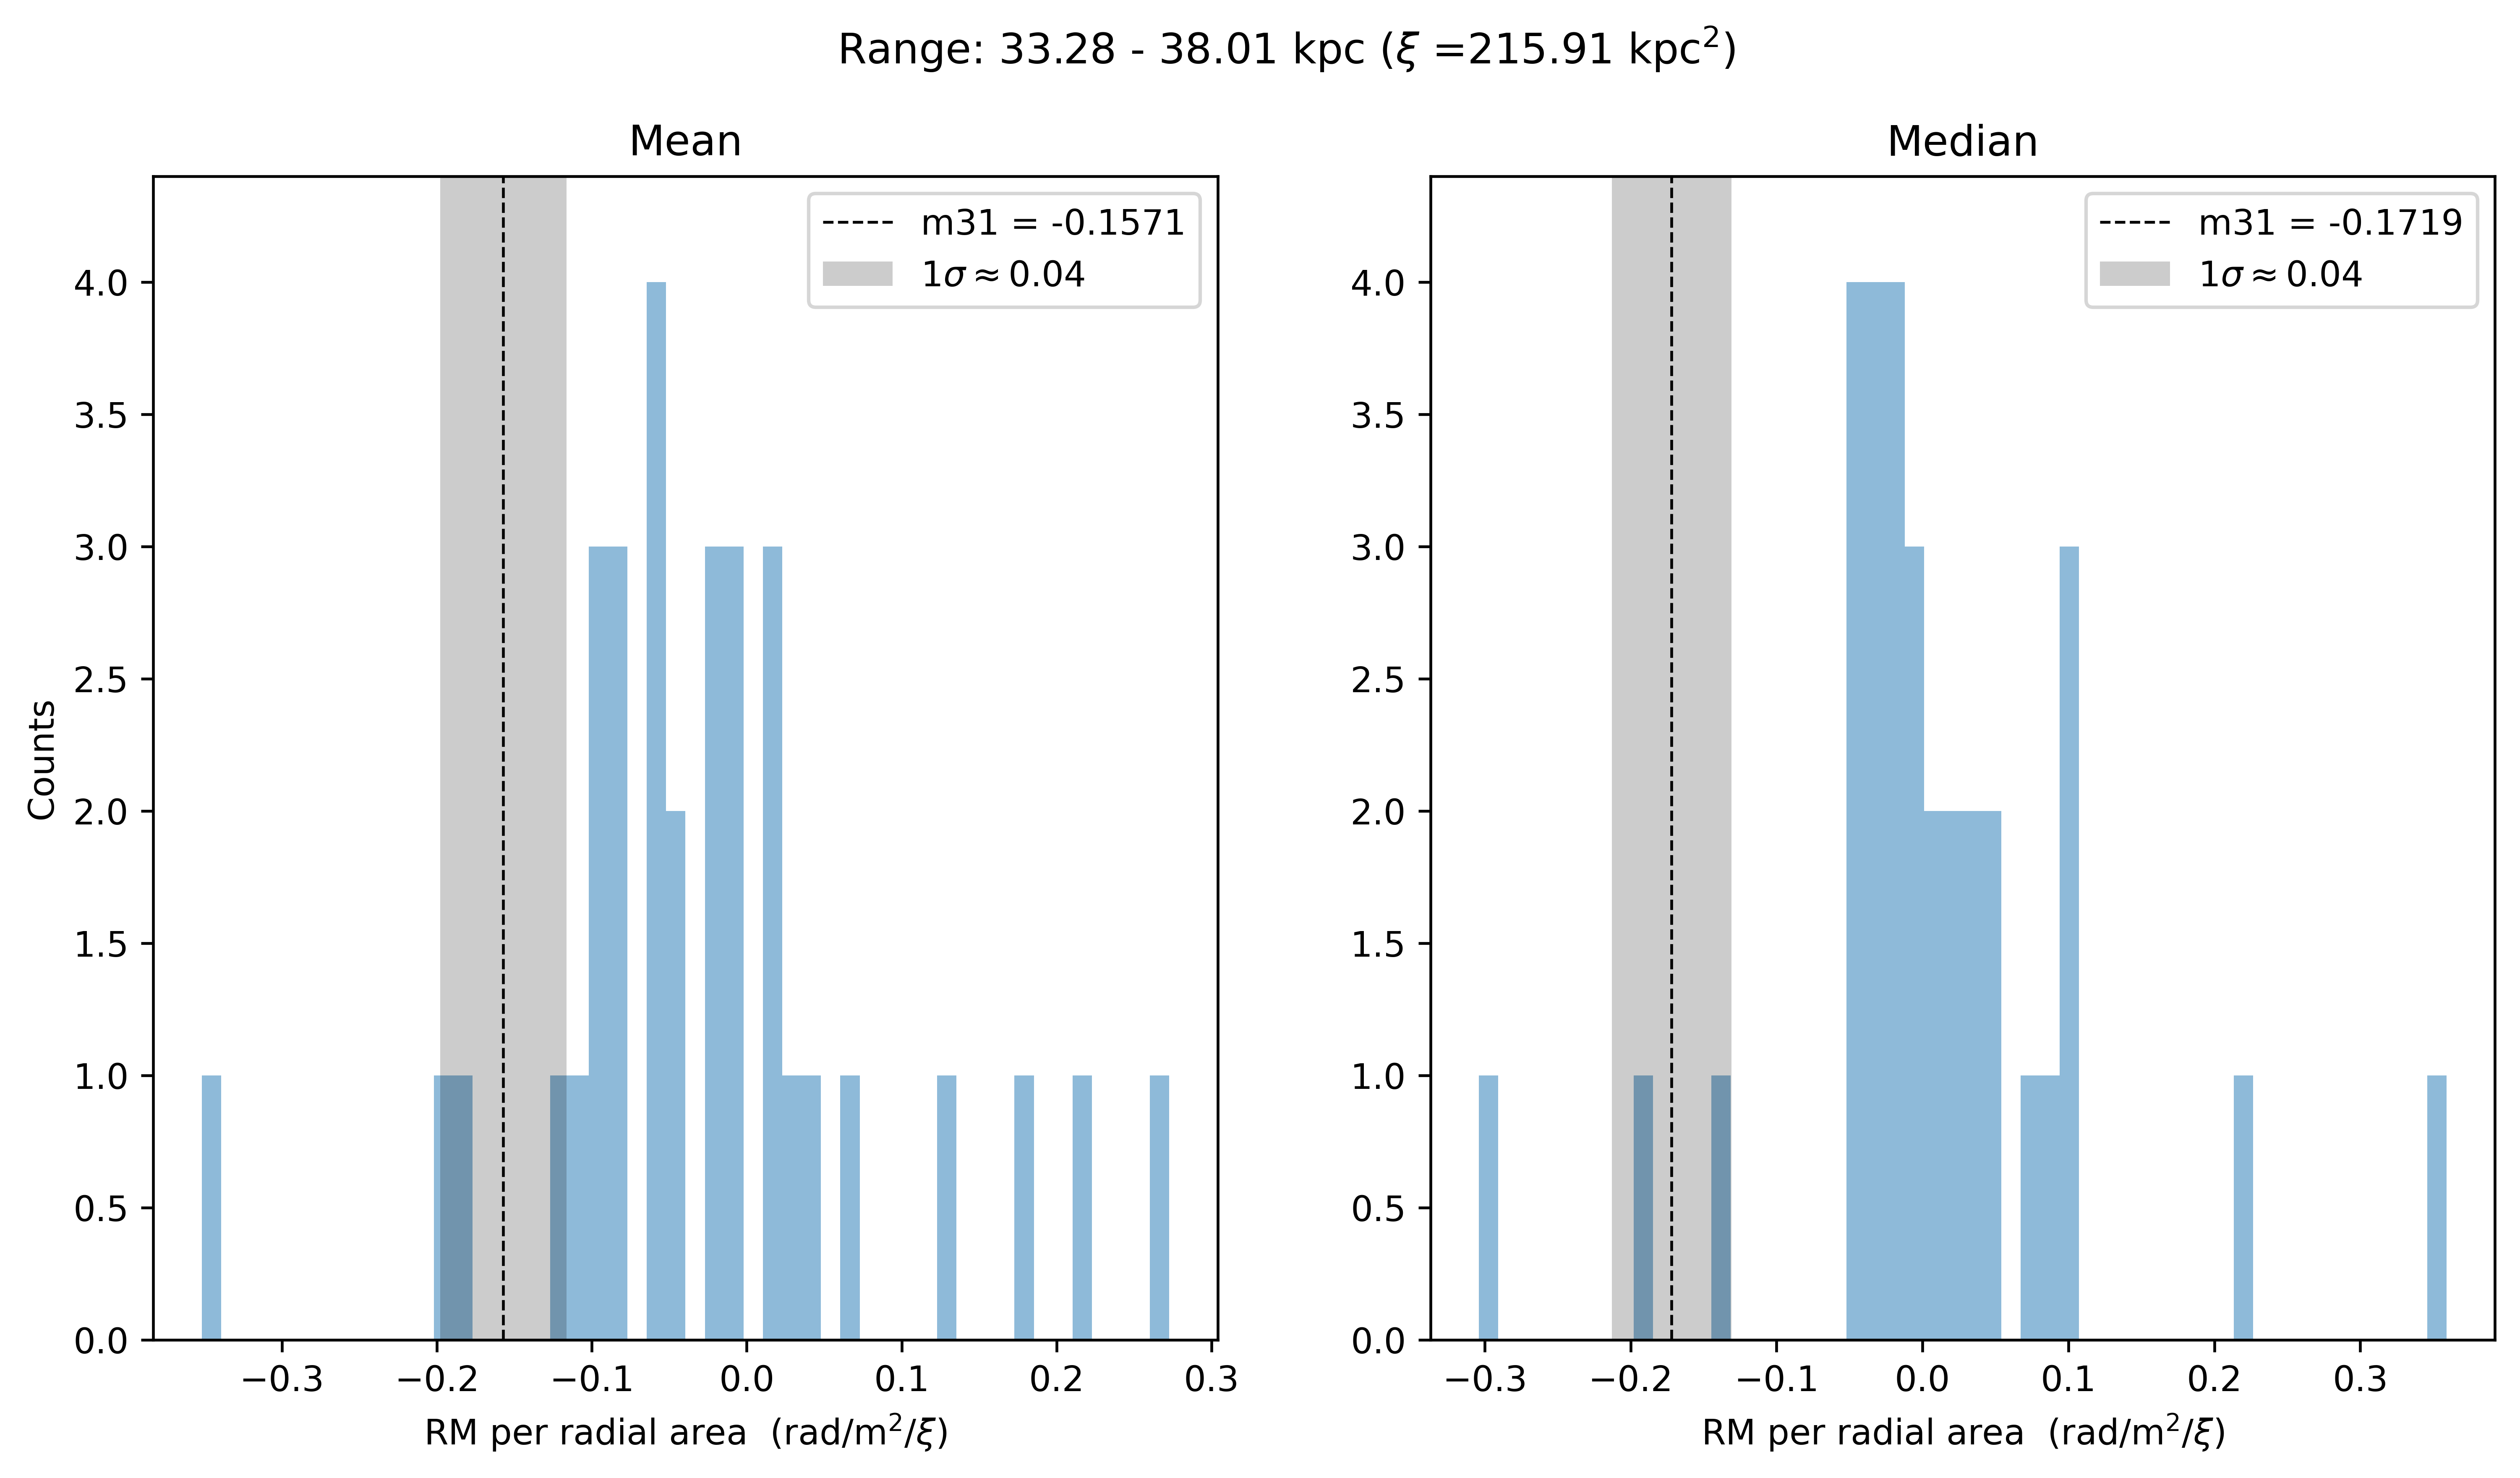 Range: 33.28 - 38.01 kpc (ξ =215.91 kpc²)
Mean
m31 = -0.1571
1σ ≈ 0.04
4.0
3.5
3.0
2.5
2.0
1.5
1.0
0.5
0.0
Counts
−0.3 −0.2 −0.1 0.0 0.1 0.2 0.3
RM per radial area (rad/m²/ξ)
Median
m31 = -0.1719
1σ ≈ 0.04
4.0
3.5
3.0
2.5
2.0
1.5
1.0
0.5
0.0
−0.3 −0.2 −0.1 0.0 0.1 0.2 0.3
RM per radial area (rad/m²/ξ)